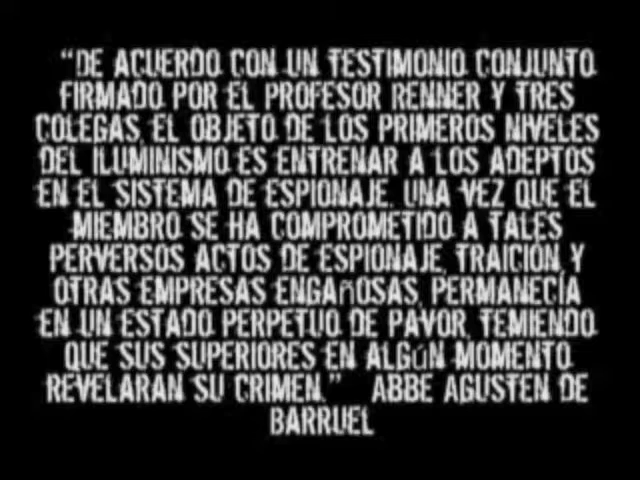 “DE ACUERDO CON UN TESTIMONIO CONJUNTO
FIRMADO POR EL PROFESOR RENNER Y TRES
COLEGAS, EL OBJETO DE LOS PRIMEROS NIVELES
DEL ILUMINISMO ES ENTRENAR A LOS ADEPTOS
EN EL SISTEMA DE ESPIONAJE. UNA VEZ QUE EL
MIEMBRO SE HA COMPROMETIDO A TALES
PERVERSOS ACTOS DE ESPIONAJE, TRAICIÓN, Y
OTRAS EMPRESAS ENGAÑOSAS, PERMANECÍA
EN UN ESTADO PERPETUO DE PAVOR, TEMIENDO
QUE SUS SUPERIORES EN ALGÚN MOMENTO
REVELARAN SU CRIMEN.” ABBE AGUSTEN DE
BARRUEL